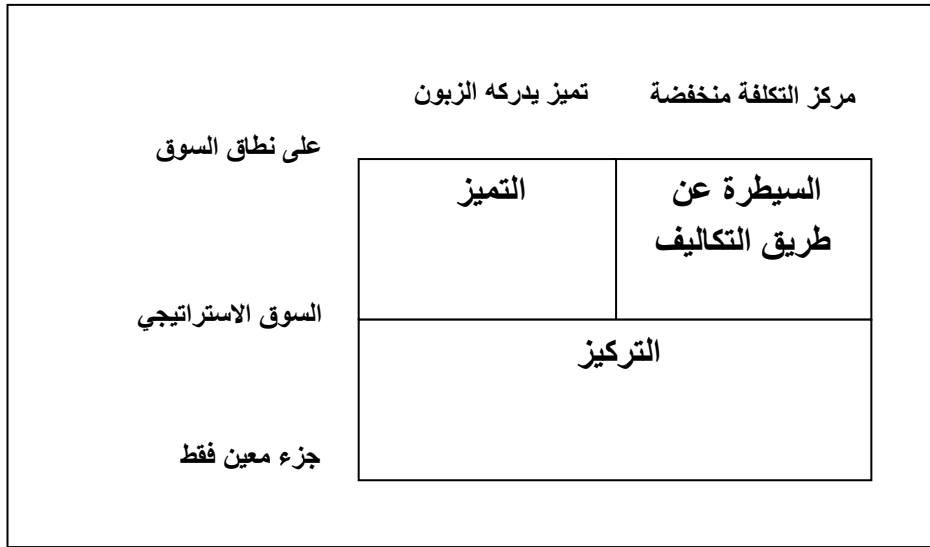 مركز التكلفة منخفضة
تميز يدركه الزبون
على نطاق السوق
السيطرة عن
طريق التكاليف
التميز
السوق الاستراتيجي
التركيز
جزء معين فقط